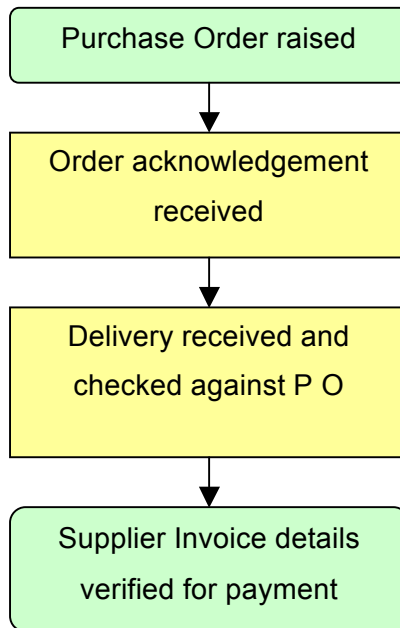 Purchase Order raised
Order acknowledgement
received
Delivery received and
checked against P O
Supplier Invoice details
verified for payment